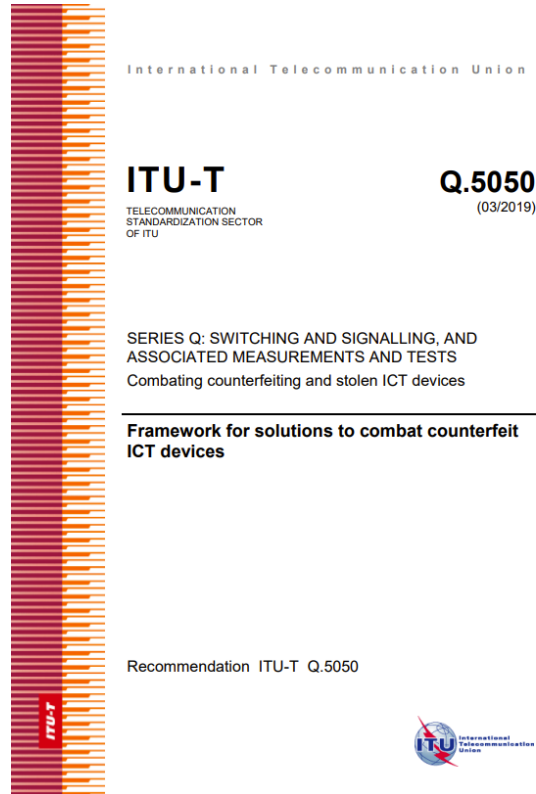 International Telecommunication Union
ITU-T
Q.5050
TELECOMMUNICATION
(03/2019)
STANDARDIZATION SECTOR
OF ITU
SERIES Q: SWITCHING AND SIGNALLING, AND
ASSOCIATED MEASUREMENTS AND TESTS
Combating counterfeiting and stolen ICT devices
Framework for solutions to combat counterfeit
ICT devices
Recommendation ITU-T Q.5050
ITU-T
ITU
International
Telecommunication
Union